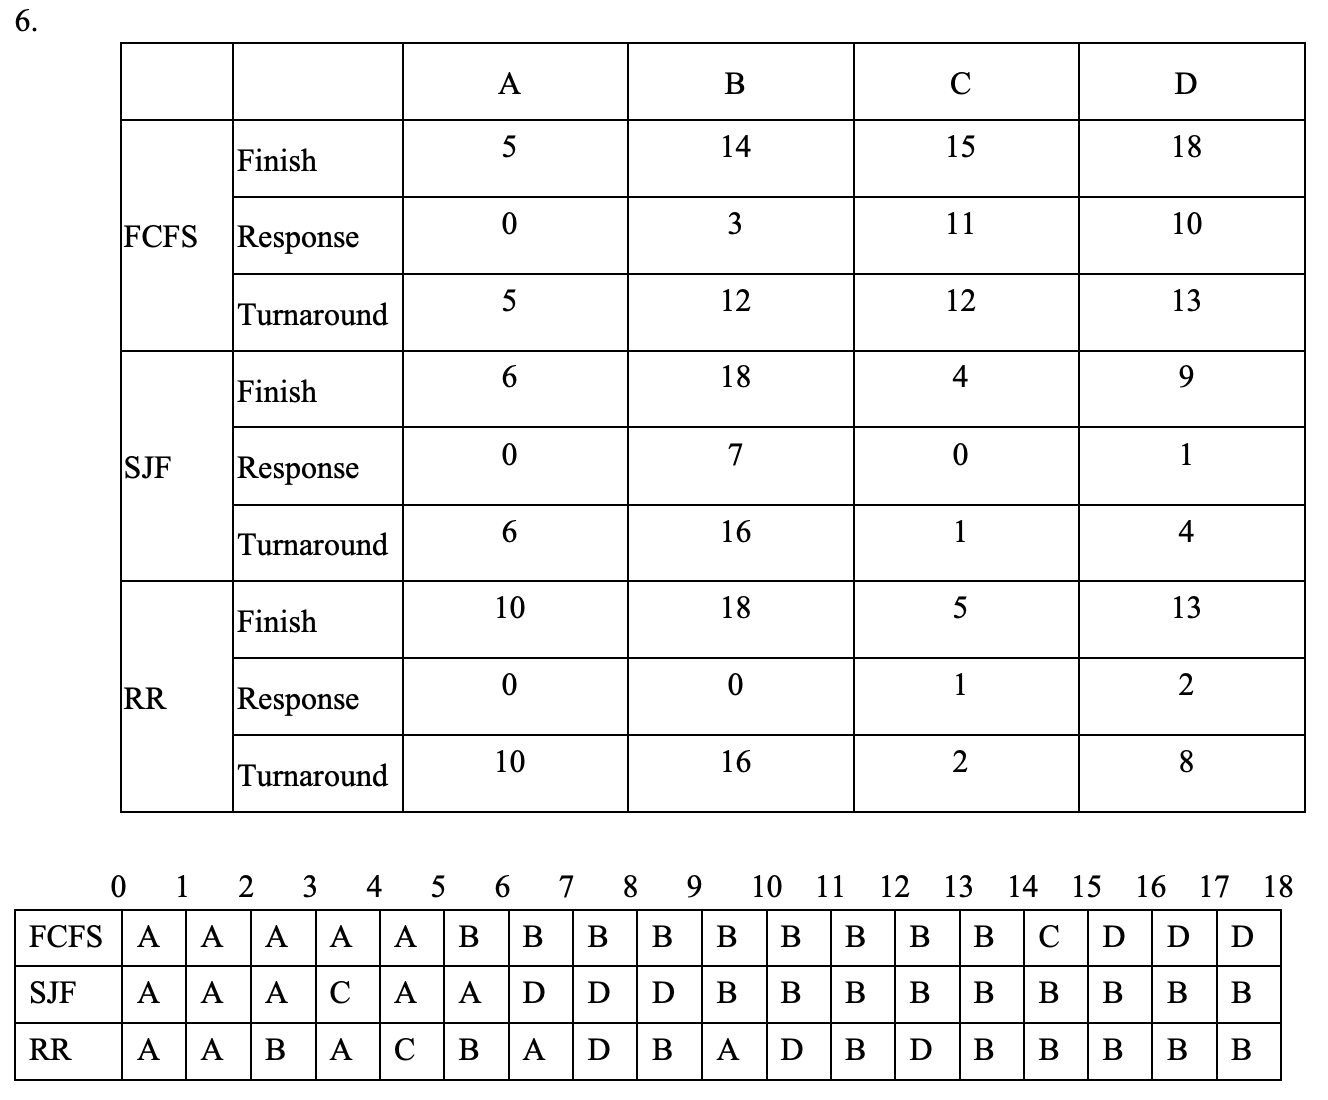 6.
A B C D
FCFS Finish 5 14 15 18
Response 0 3 11 10
Turnaround 5 12 12 13
SJF Finish 6 18 4 9
Response 0 7 0 1
Turnaround 6 16 1 4
RR Finish 10 18 5 13
Response 0 0 1 2
Turnaround 10 16 2 8
0 1 2 3 4 5 6 7 8 9 10 11 12 13 14 15 16 17 18
FCFS A A A A A B B B B B B B B B C D D D
SJF A A A C A A D D D B B B B B B B B B
RR A A B A C B A D B A D B D B B B B B